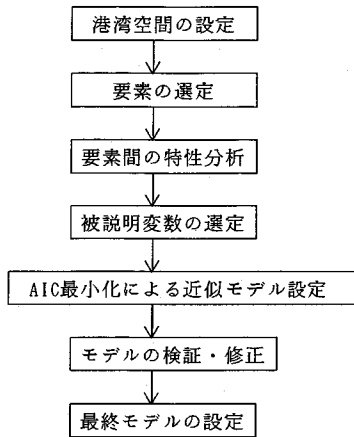 港湾空間の設定
要素の選定
要素間の特性分析
被説明変数の選定
AIC最小化による近似モデル設定
モデルの検証・修正
最終モデルの設定